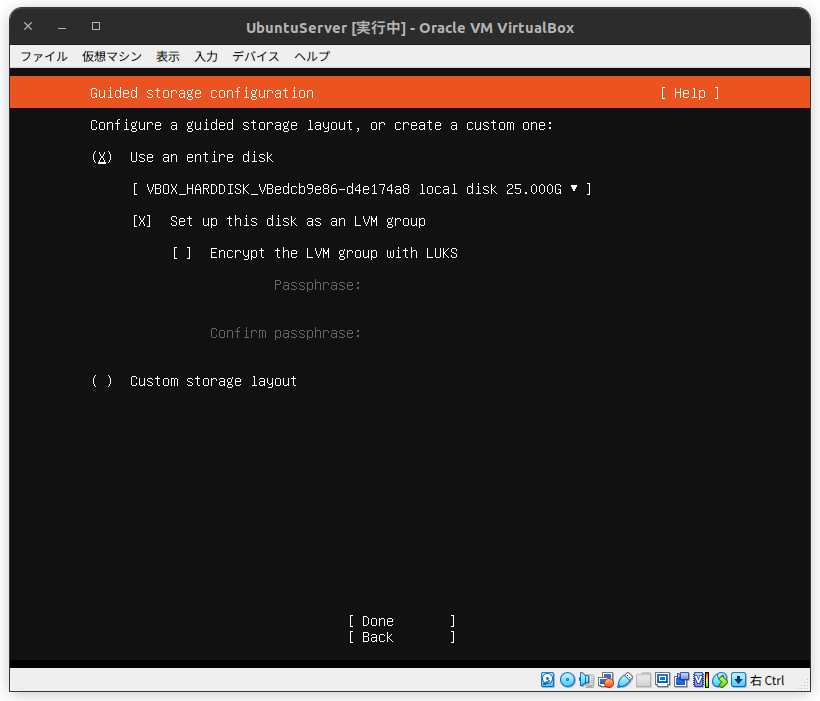 UbuntuServer [実行中] - Oracle VM VirtualBox
ファイル 仮想マシン 表示 入力 デバイス ヘルプ
Guided storage configuration [ Help ]
Configure a guided storage layout, or create a custom one:
(X) Use an entire disk
[ VBOX_HARDDISK_VBedcb9e86-d4e174a8 local disk 25.000G ▾ ]
[X] Set up this disk as an LVM group
[ ] Encrypt the LVM group with LUKS
Passphrase:
Confirm passphrase:
( ) Custom storage layout
[ Done ]
[ Back ]
右 Ctrl